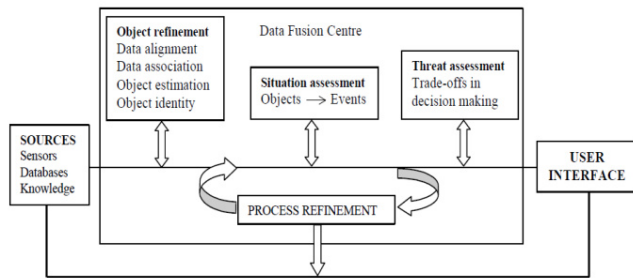 Object refinement
Data alignment
Data association
Object estimation
Object identity
Data Fusion Centre
Situation assessment
Objects → Events
Threat assessment
Trade-offs in
decision making
SOURCES
Sensors
Databases
Knowledge
USER
INTERFACE
PROCESS REFINEMENT